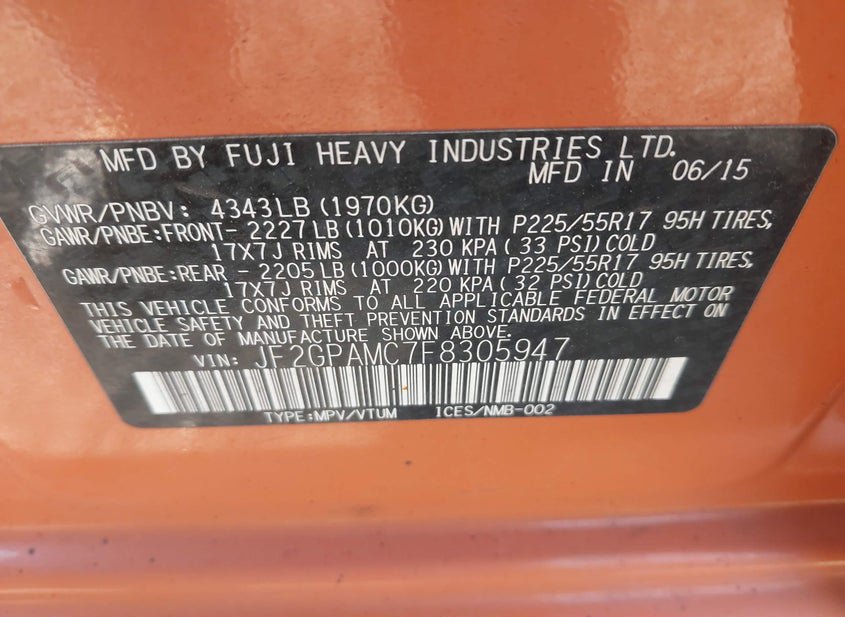 MFD BY FUJI HEAVY INDUSTRIES LTD.
MFD IN 06/15
GVWR/PNBV: 4343LB (1970KG)
GAWR/PNBE:FRONT- 2227LB (1010KG) WITH P225/55R17 95H TIRES,
17X7J RIMS AT 230 KPA ( 33 PSI) COLD
GAWR/PNBE:REAR - 2205LB (1000KG) WITH P225/55R17 95H TIRES,
17X7J RIMS AT 220 KPA ( 32 PSI) COLD
THIS VEHICLE CONFORMS TO ALL APPLICABLE FEDERAL MOTOR
VEHICLE SAFETY AND THEFT PREVENTION STANDARDS IN EFFECT ON
THE DATE OF MANUFACTURE SHOWN ABOVE.
VIN: JF2GPAMC7F8305947
TYPE:MPV/VTUM ICES/NMB-002